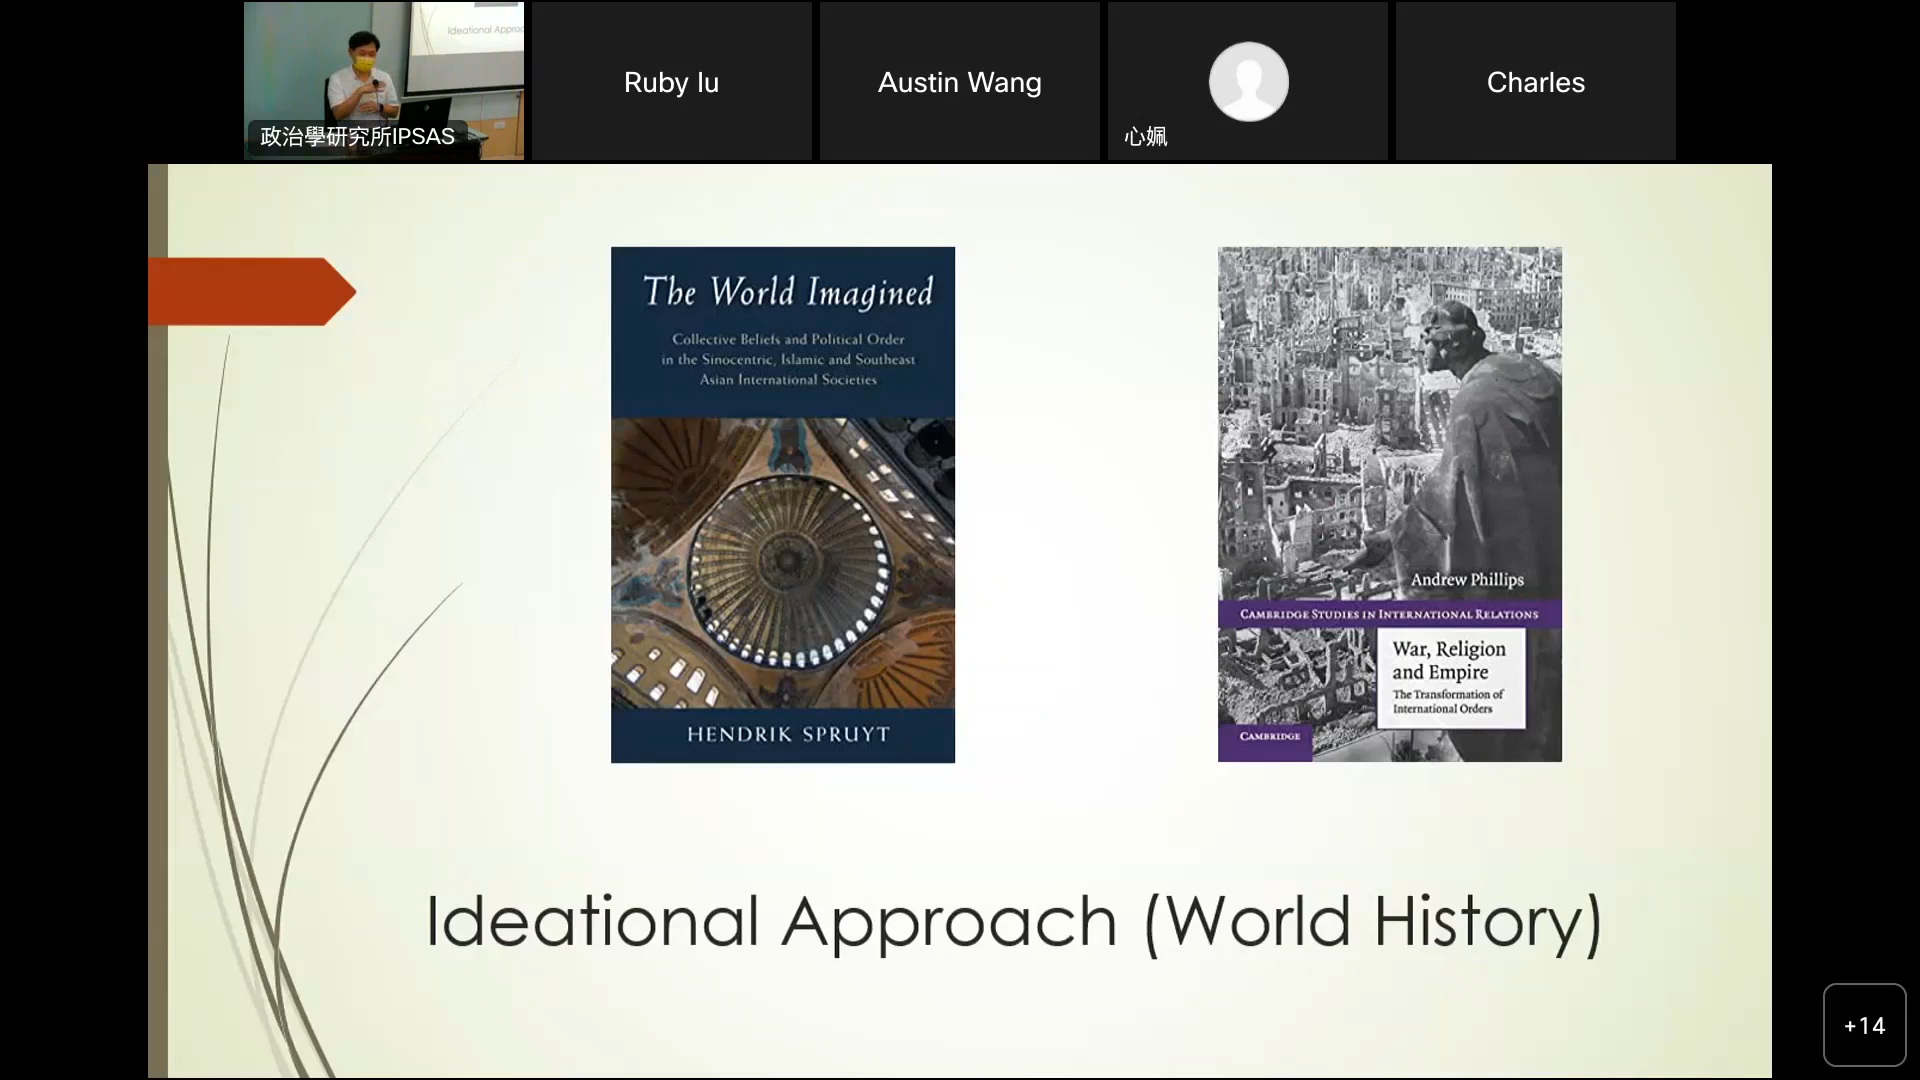 Ideational Approa
政治學研究所IPSAS
Ruby lu
Austin Wang
心姵
Charles
The World Imagined
Collective Beliefs and Political Order
in the Sinocentric, Islamic and Southeast
Asian International Societies
HENDRIK SPRUYT
Andrew Phillips
CAMBRIDGE STUDIES IN INTERNATIONAL RELATIONS
War, Religion
and Empire
The Transformation of
International Orders
CAMBRIDGE
Ideational Approach (World History)
+14